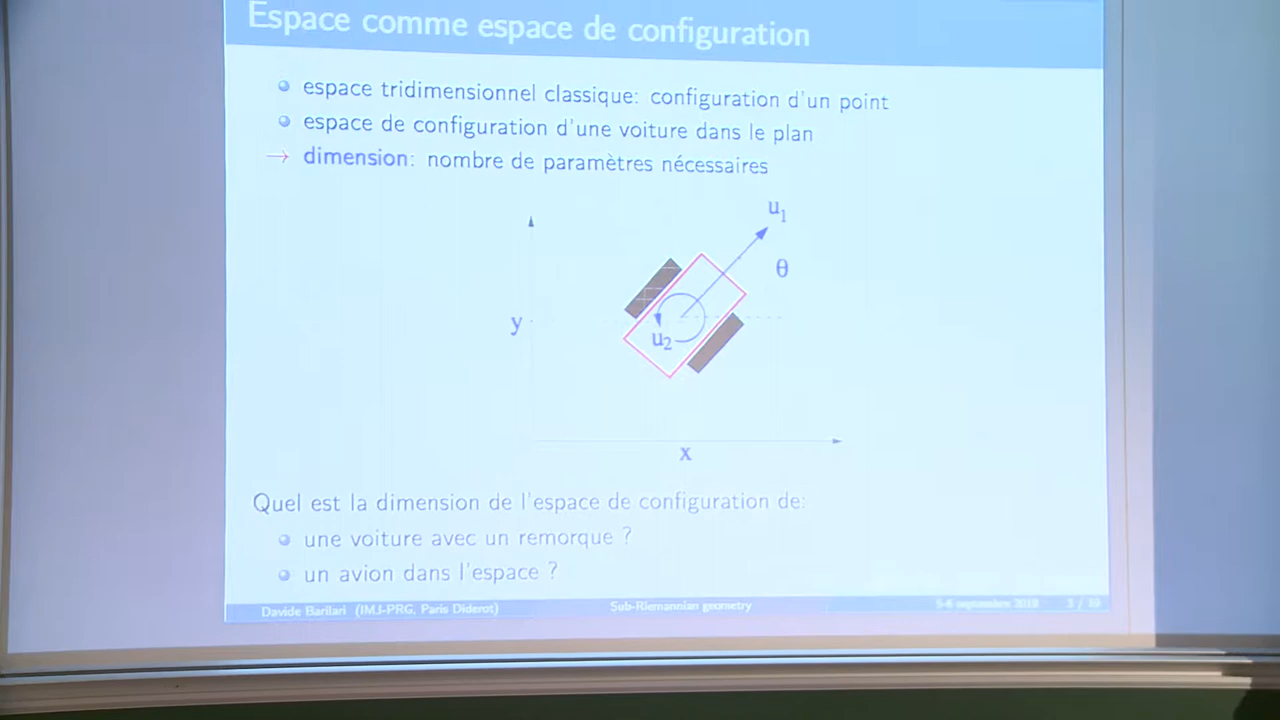 Espace comme espace de configuration
espace tridimensionnel classique: configuration d'un point
espace de configuration d'une voiture dans le plan
→ dimension: nombre de paramètres nécessaires
u1
θ
y
u2
x
Quel est la dimension de l'espace de configuration de:
une voiture avec un remorque ?
un avion dans l'espace ?
Davide Barilari (IMJ-PRG, Paris Diderot) Sub-Riemannian geometry septembre